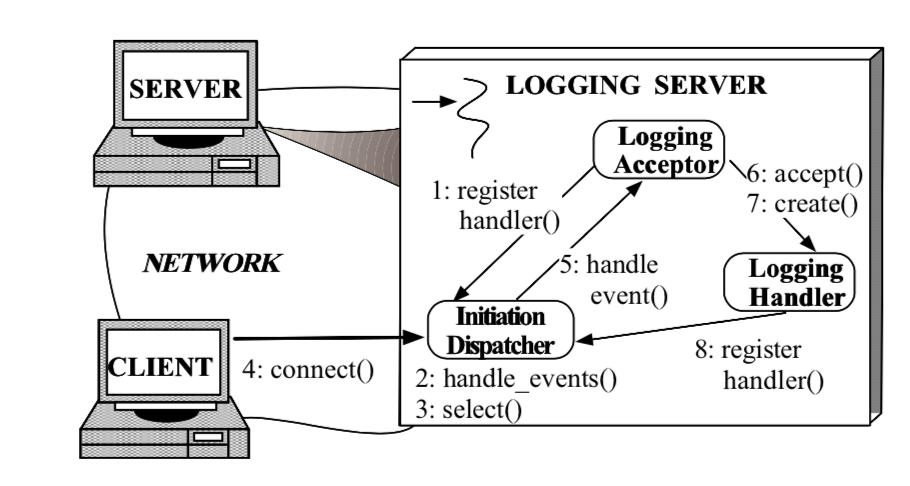 SERVER
LOGGING SERVER
Logging
Acceptor
1: register
handler()
6: accept()
7: create()
NETWORK
5: handle
event()
Logging
Handler
Initiation
Dispatcher
CLIENT
4: connect()
2: handle_events()
3: select()
8: register
handler()